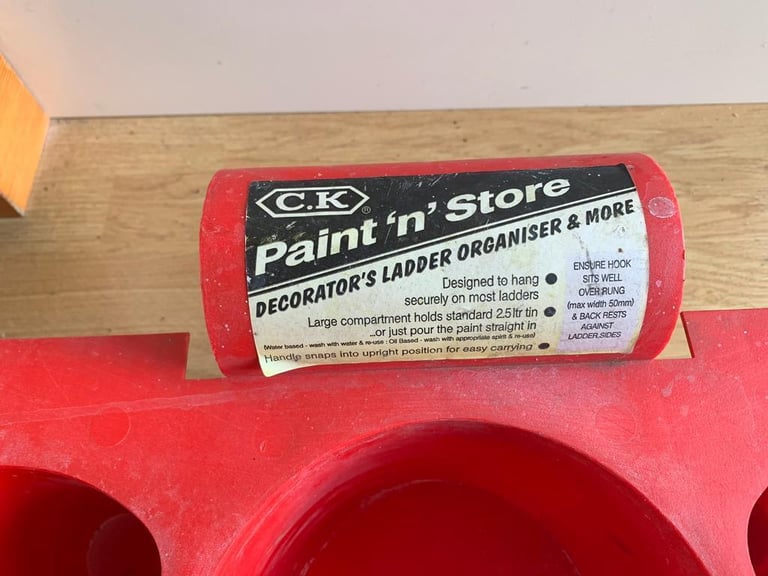 C.K®
Paint 'n' Store
DECORATOR'S LADDER ORGANISER & MORE
Designed to hang
securely on most ladders
Large compartment holds standard 2.5ltr tin
...or just pour the paint straight in
(Water based - wash with water & re-use : Oil Based - wash with appropriate spirit & re-use)
Handle snaps into upright position for easy carrying
ENSURE HOOK
SITS WELL
OVER RUNG
(max width 50mm)
& BACK RESTS
AGAINST
LADDER SIDES